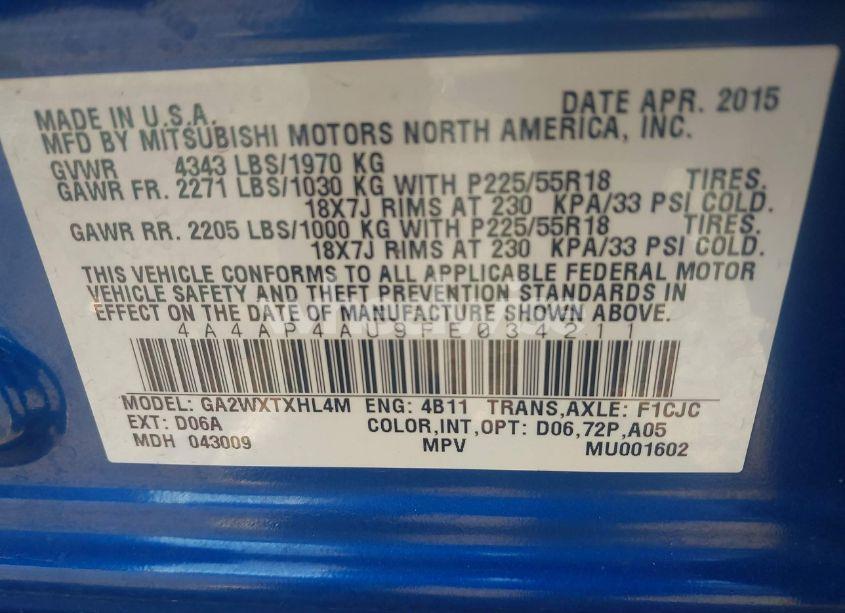 MADE IN U.S.A. DATE APR. 2015
MFD BY MITSUBISHI MOTORS NORTH AMERICA, INC.
GVWR 4343 LBS/1970 KG
GAWR FR. 2271 LBS/1030 KG WITH P225/55R18 TIRES.
18X7J RIMS AT 230 KPA/33 PSI COLD.
GAWR RR. 2205 LBS/1000 KG WITH P225/55R18 TIRES.
18X7J RIMS AT 230 KPA/33 PSI COLD.
THIS VEHICLE CONFORMS TO ALL APPLICABLE FEDERAL MOTOR
VEHICLE SAFETY AND THEFT PREVENTION STANDARDS IN
EFFECT ON THE DATE OF MANUFACTURE SHOWN ABOVE.
4A4AP4AU9FE034211
MODEL: GA2WXTXHL4M ENG: 4B11 TRANS,AXLE: F1CJC
EXT: D06A COLOR,INT,OPT: D06,72P,A05
MDH 043009 MPV MU001602